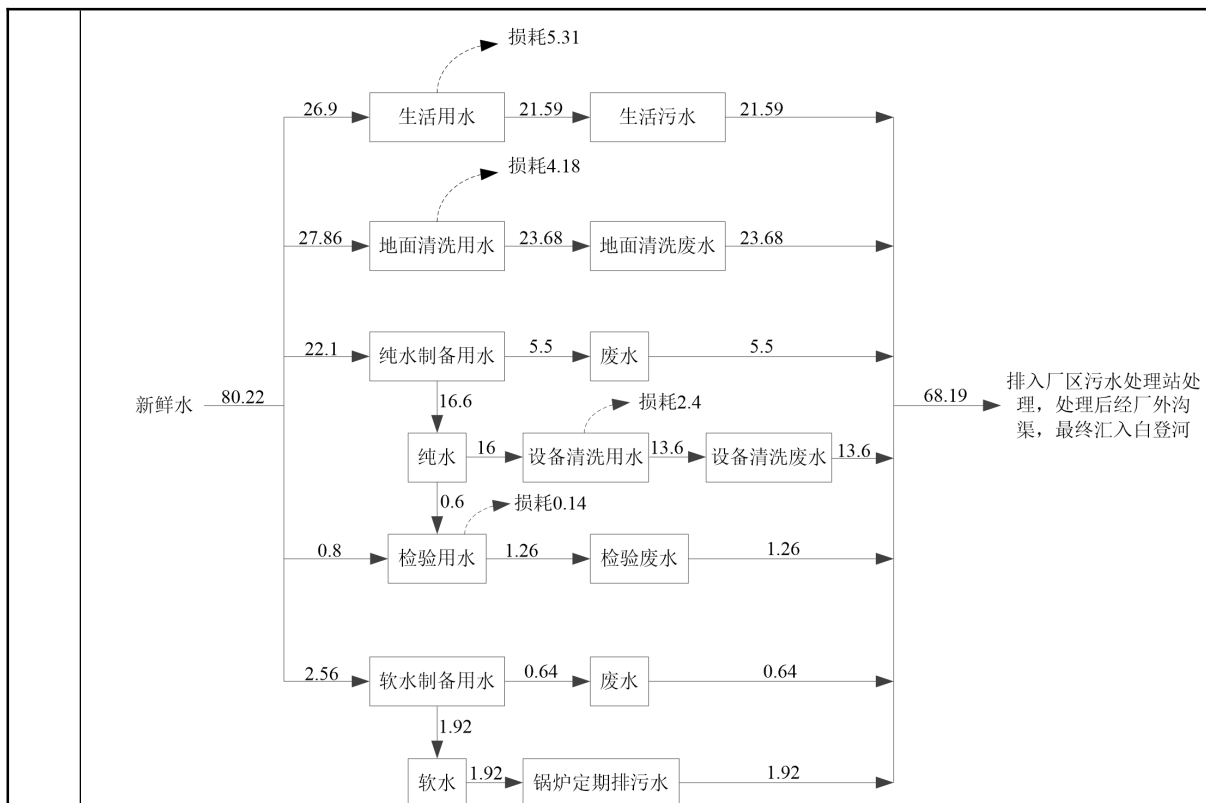 损耗5.31
26.9
生活用水
21.59
生活污水
21.59
损耗4.18
27.86
地面清洗用水
23.68
地面清洗废水
23.68
22.1
纯水制备用水
5.5
废水
5.5
新鲜水
80.22
16.6
损耗2.4
68.19
排入厂区污水处理站处
理，处理后经厂外沟
渠，最终汇入白登河
纯水
16
设备清洗用水
13.6
设备清洗废水
13.6
0.6
损耗0.14
0.8
检验用水
1.26
检验废水
1.26
2.56
软水制备用水
0.64
废水
0.64
1.92
软水
1.92
锅炉定期排污水
1.92